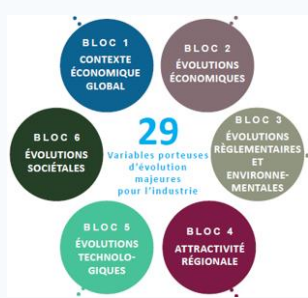 BLOC 1
CONTEXTE
ÉCONOMIQUE
GLOBAL
BLOC 2
ÉVOLUTIONS
ÉCONOMIQUES
BLOC 3
ÉVOLUTIONS
RÈGLEMENTAIRES
ET
ENVIRONNE-
MENTALES
BLOC 4
ATTRACTIVITÉ
RÉGIONALE
BLOC 5
ÉVOLUTIONS
TECHNOLO-
GIQUES
BLOC 6
ÉVOLUTIONS
SOCIÉTALES
29
Variables porteuses
d'évolution
majeures
pour l'industrie